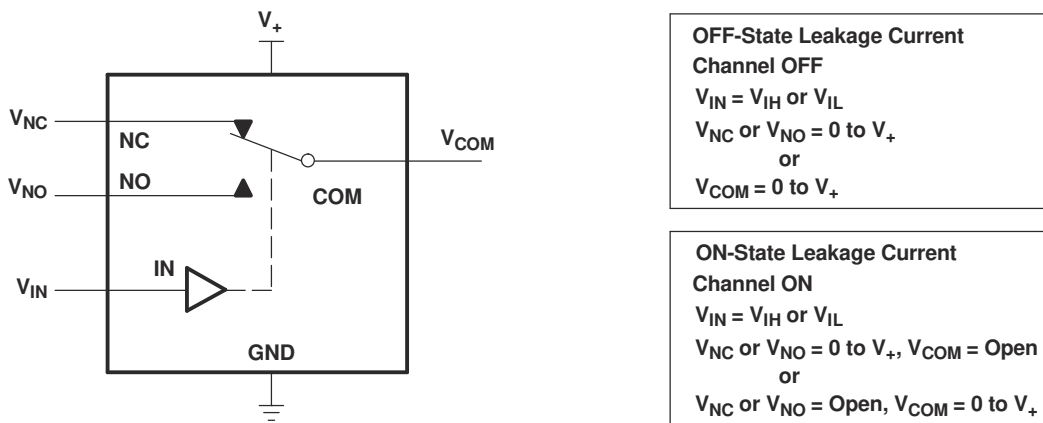 V+
VNC
NC
VNO
NO
VCOM
COM
IN
VIN
GND
OFF-State Leakage Current
Channel OFF
VIN = VIH or VIL
VNC or VNO = 0 to V+
or
VCOM = 0 to V+
ON-State Leakage Current
Channel ON
VIN = VIH or VIL
VNC or VNO = 0 to V+, VCOM = Open
or
VNC or VNO = Open, VCOM = 0 to V+